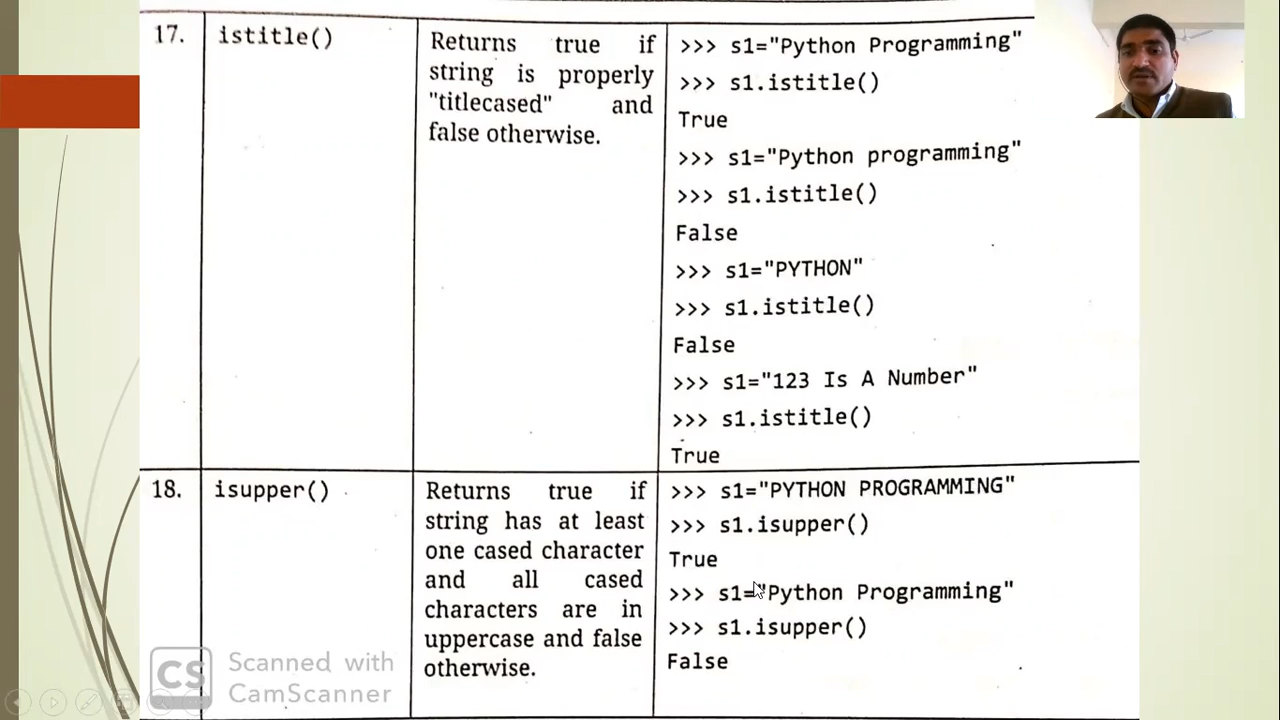 17.
istitle()
Returns true if
string is properly
"titlecased" and
false otherwise.
>>> s1="Python Programming"
>>> s1.istitle()
True
>>> s1="Python programming"
>>> s1.istitle()
False
>>> s1="PYTHON"
>>> s1.istitle()
False
>>> s1="123 Is A Number"
>>> s1.istitle()
True
18.
isupper()
Returns true if
string has at least
one cased character
and all cased
characters are in
uppercase and false
otherwise.
>>> s1="PYTHON PROGRAMMING"
>>> s1.isupper()
True
>>> s1="Python Programming"
>>> s1.isupper()
False
CS
Scanned with
CamScanner